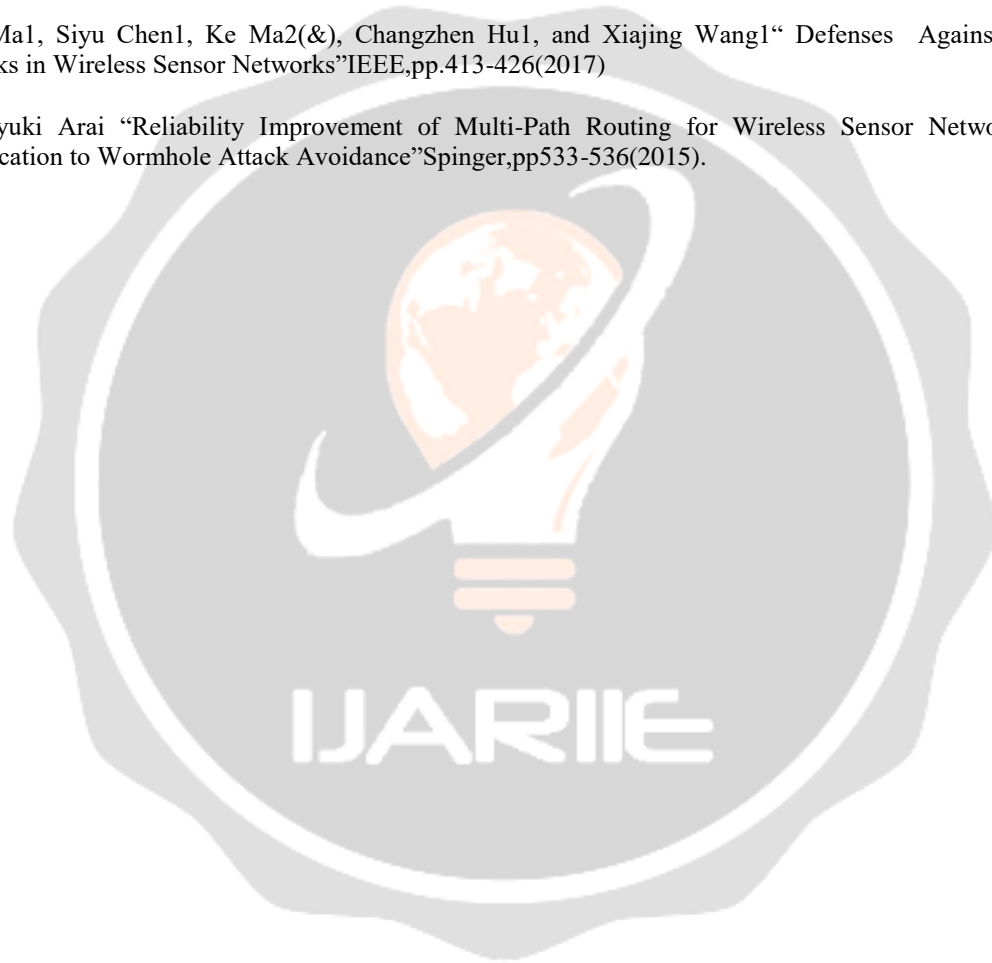 Ma1, Siyu Chen1, Ke Ma2(&), Changzhen Hu1, and Xiajing Wang1“ Defenses Agains
ks in Wireless Sensor Networks”IEEE,pp.413-426(2017)
yuki Arai “Reliability Improvement of Multi-Path Routing for Wireless Sensor Netwo
cation to Wormhole Attack Avoidance”Spinger,pp533-536(2015).
IJARIIE